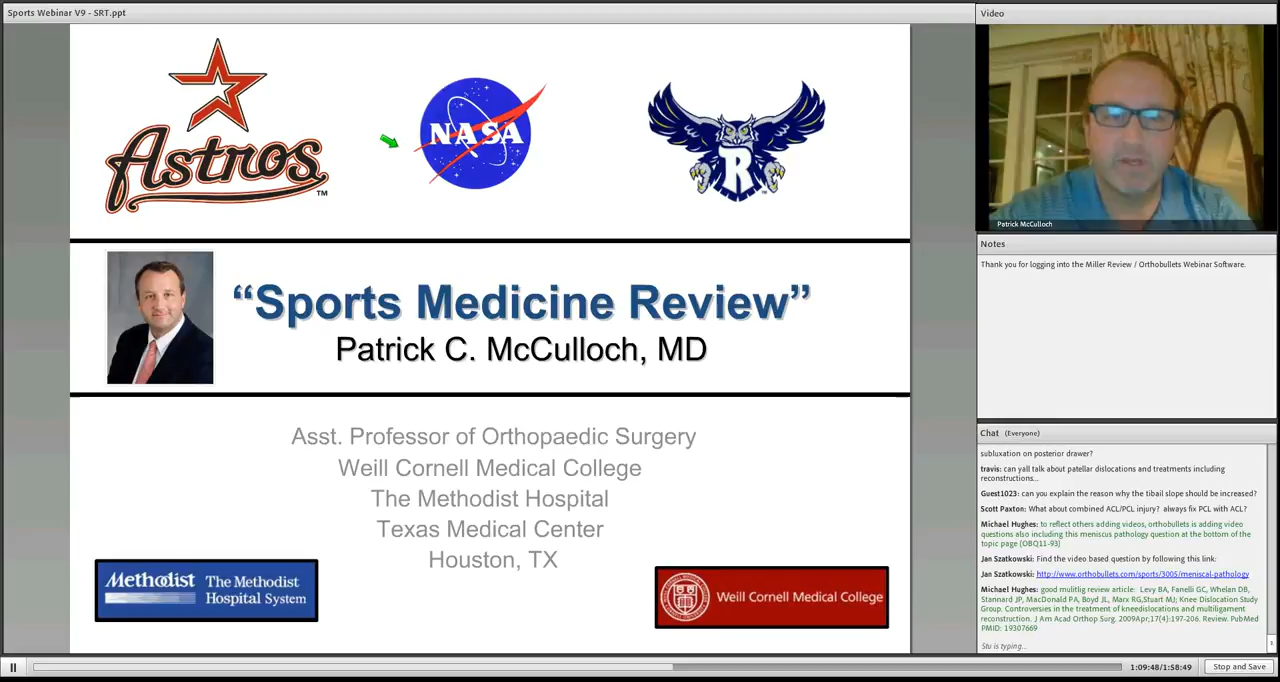 Sports Webinar V9 - SRT.ppt
Astros
TM
NASA
R
“Sports Medicine Review”
Patrick C. McCulloch, MD
Asst. Professor of Orthopaedic Surgery
Weill Cornell Medical College
The Methodist Hospital
Texas Medical Center
Houston, TX
Methodist
The Methodist
Hospital System
Weill Cornell Medical College
Video
Patrick McCulloch
Notes
Thank you for logging into the Miller Review / Orthobullets Webinar Software.
Chat (Everyone)
subluxation on posterior drawer?
travis: can yall talk about patellar dislocations and treatments including
reconstructions...
Guest1023: can you explain the reason why the tibail slope should be increased?
Scott Paxton: What about combined ACL/PCL injury? always fix PCL with ACL?
Michael Hughes: to reflect others adding videos, orthobullets is adding video
questions also including this meniscus pathology question at the bottom of the
topic page (OBQ11-93)
Jan Szatkowski: Find the video based question by following this link:
Jan Szatkowski: http://www.orthobullets.com/sports/3005/meniscal-pathology
Michael Hughes: good mulitlig review article: Levy BA, Fanelli GC, Whelan DB,
Stannard JP, MacDonald PA, Boyd JL, Marx RG,Stuart MJ; Knee Dislocation Study
Group. Controversies in the treatment of kneedislocations and multiligament
reconstruction. J Am Acad Orthop Surg. 2009Apr;17(4):197-206. Review. PubMed
PMID: 19307669
Stu is typing...
1:09:48/1:58:49
Stop and Save